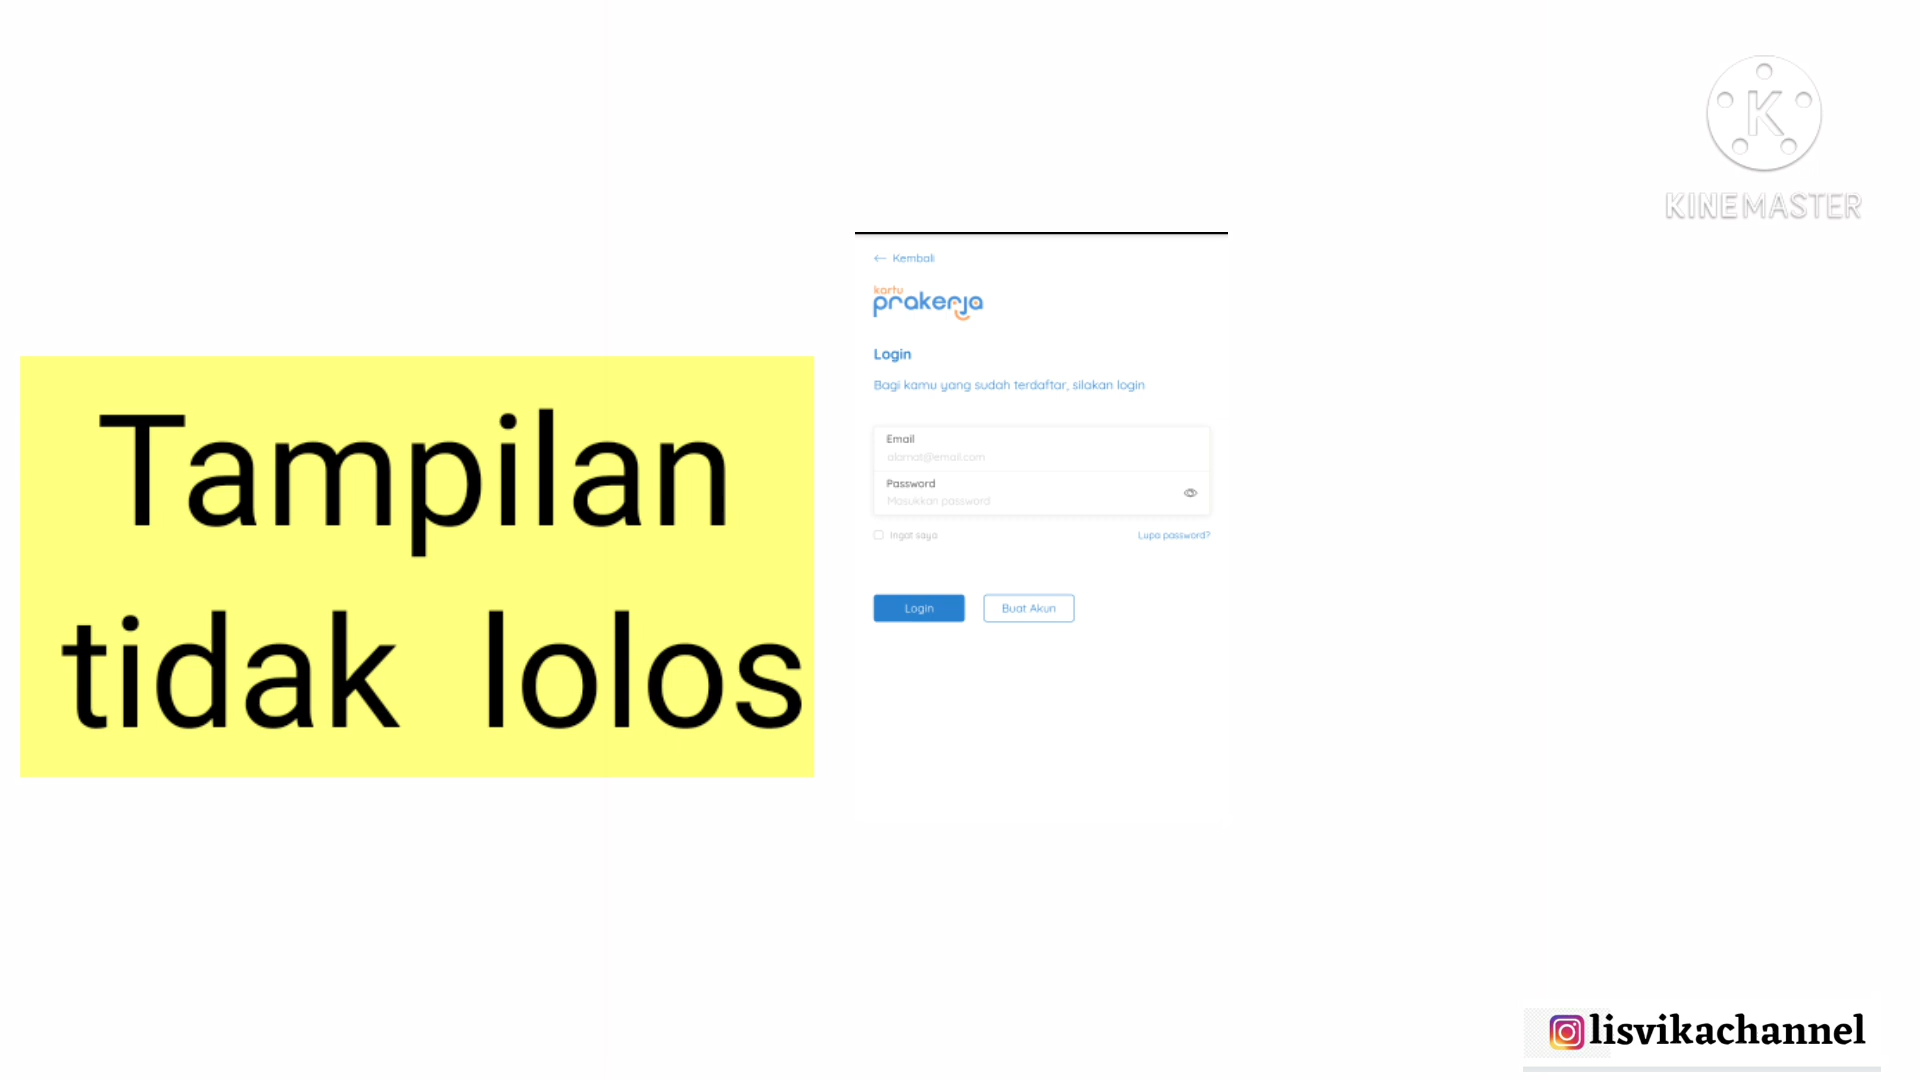 K
KINEMASTER
← Kembali
kartu
prakerja
Login
Bagi kamu yang sudah terdaftar, silakan login
Email
alamat@email.com
Password
Masukkan password
Ingat saya
Lupa password?
Login
Buat Akun
Tampilan
tidak lolos
lisvikachannel